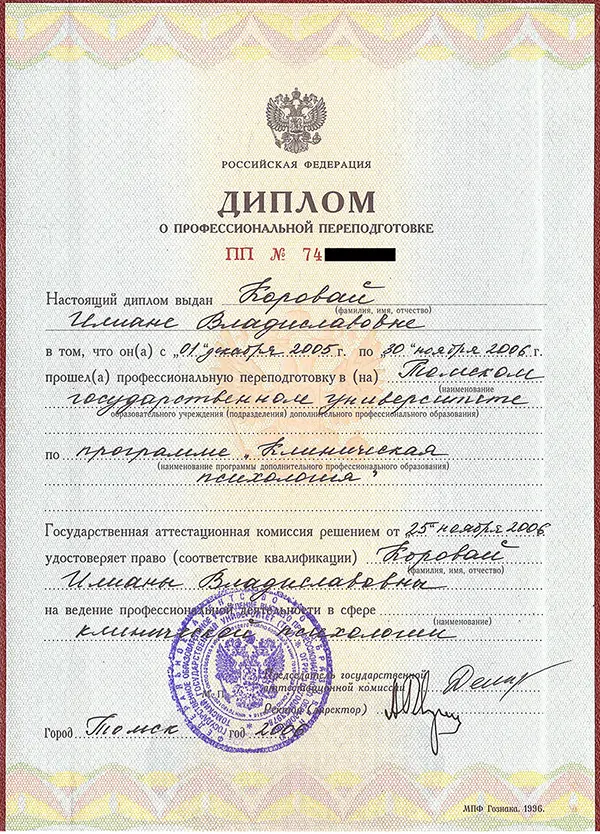 РОССИЙСКАЯ ФЕДЕРАЦИЯ
ДИПЛОМ
О ПРОФЕССИОНАЛЬНОЙ ПЕРЕПОДГОТОВКЕ
ПП № 74
Настоящий диплом выдан Коровай
(фамилия, имя, отчество)
Илиане Владиславовне
в том, что он(а) с „01" декабря 2005 г. по „30" ноября 2006 г.
прошел(а) профессиональную переподготовку в (на) Томском
(наименование
государственном университете
образовательного учреждения (подразделения) дополнительного профессионального образования)
по программе „Клиническая
(наименование программы дополнительного профессионального образования)
психология"
Государственная аттестационная комиссия решением от „25" ноября 2006
удостоверяет право (соответствие квалификации) Коровай
(фамилия, имя, отчество)
Илианы Владиславовны
на ведение профессиональной деятельности в сфере
(наименование)
клинической психологии
Председатель государственной
аттестационной комиссии
Ректор (директор)
Город Томск год 2006
МПФ Гознака. 1996.